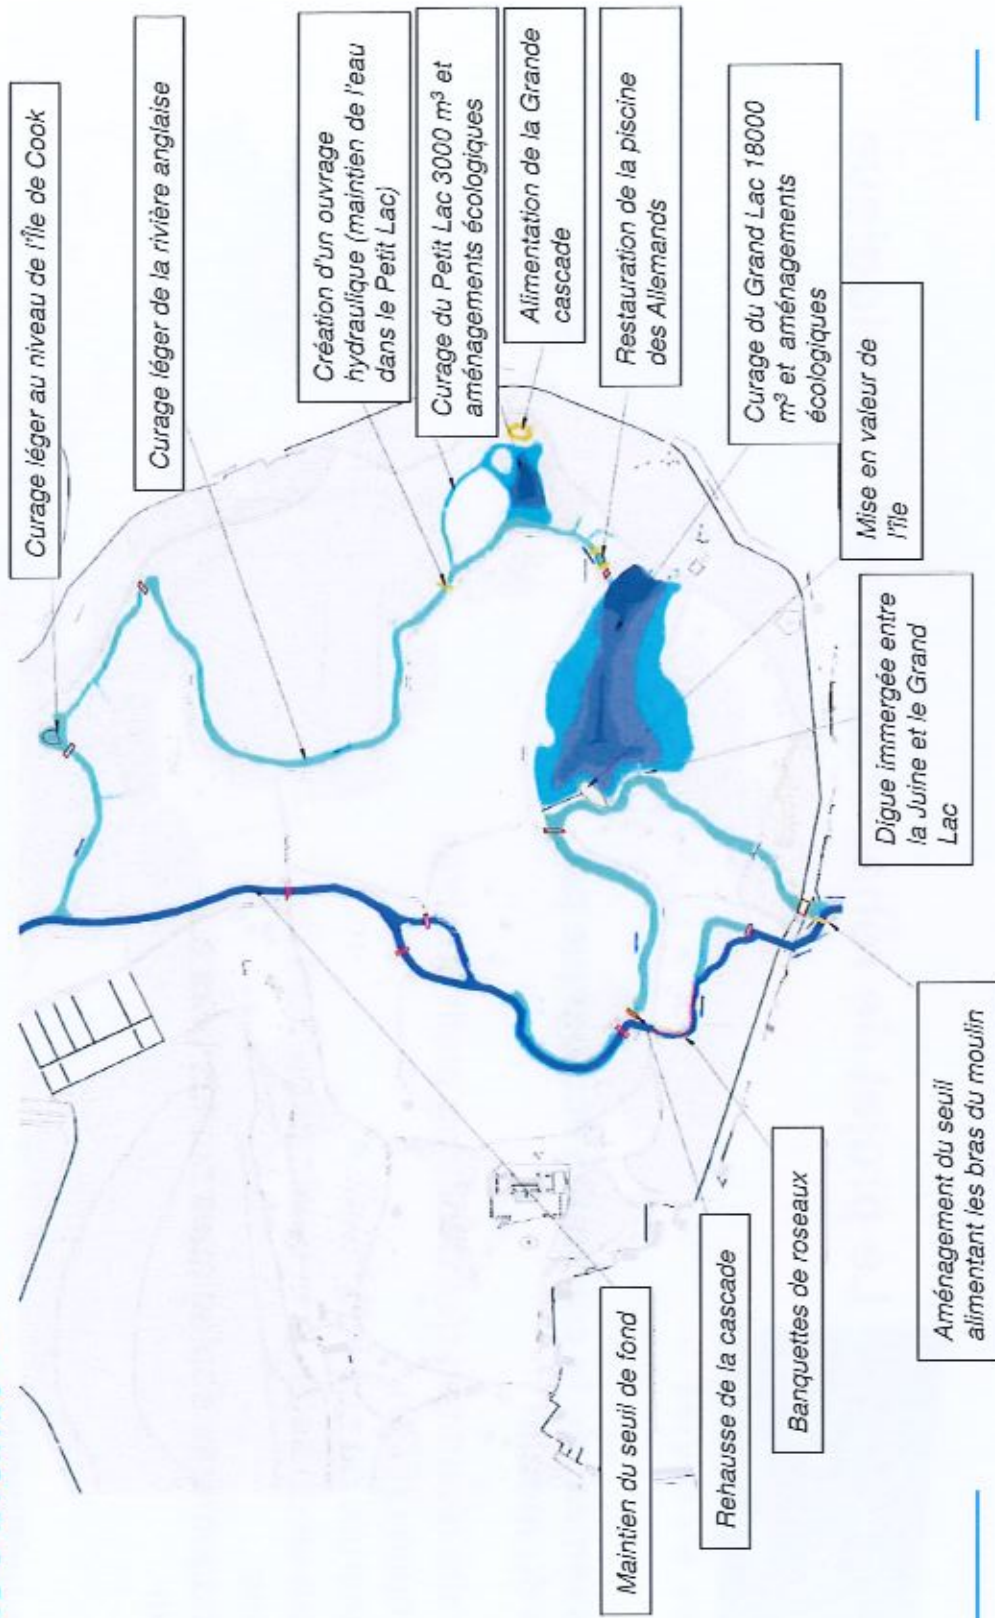 Curage léger au niveau de l'île de Cook
Curage léger de la rivière anglaise
Création d'un ouvrage
hydraulique (maintien de l'eau
dans le Petit Lac)
Curage du Petit Lac 3000 m³ et
aménagements écologiques
Alimentation de la Grande
cascade
Restauration de la piscine
des Allemands
Curage du Grand Lac 18000
m³ et aménagements
écologiques
Mise en valeur de
l'île
Digue immergée entre
la Juine et le Grand
Lac
Aménagement du seuil
alimentant les bras du moulin
Banquettes de roseaux
Rehausse de la cascade
Maintien du seuil de fond